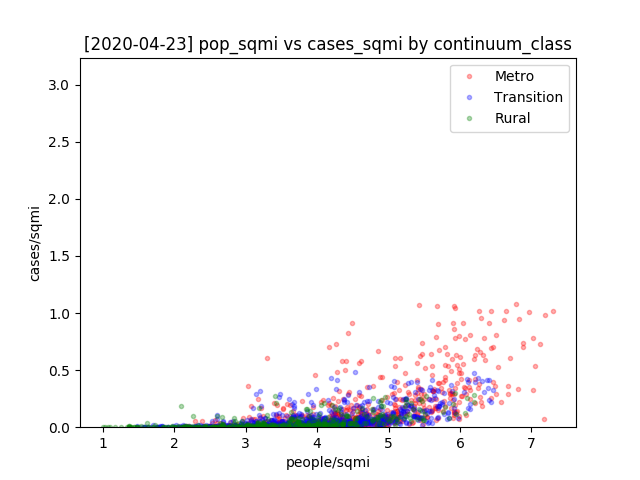 [2020-04-23] pop_sqmi vs cases_sqmi by continuum_class
Metro
Transition
Rural
3.0
2.5
2.0
1.5
1.0
0.5
0.0
cases/sqmi
1 2 3 4 5 6 7
people/sqmi